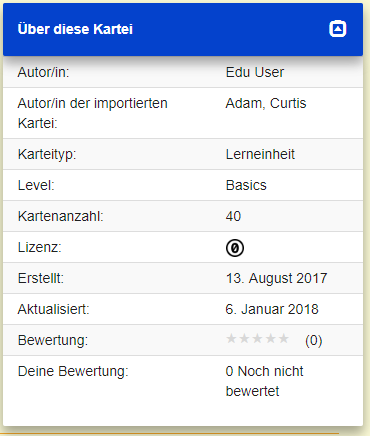 Über diese Kartei
Autor/in: Edu User
Autor/in der importierten Adam, Curtis
Kartei:
Karteityp: Lerneinheit
Level: Basics
Kartenanzahl: 40
Lizenz: 0
Erstellt: 13. August 2017
Aktualisiert: 6. Januar 2018
Bewertung: ★★★★★ (0)
Deine Bewertung: 0 Noch nicht
bewertet